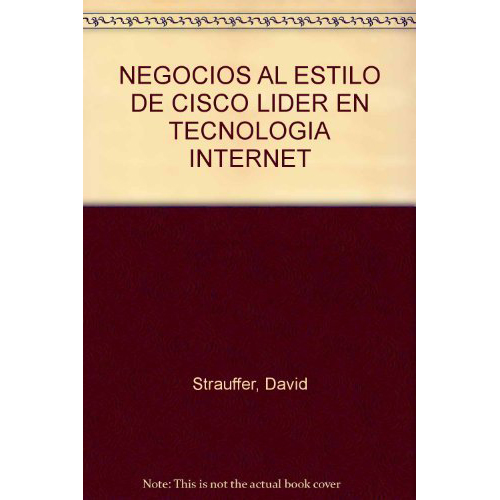 NEGOCIOS AL ESTILO
DE CISCO LIDER EN
TECNOLOGIA
INTERNET
Strauffer, David
Note: This is not the actual book cover